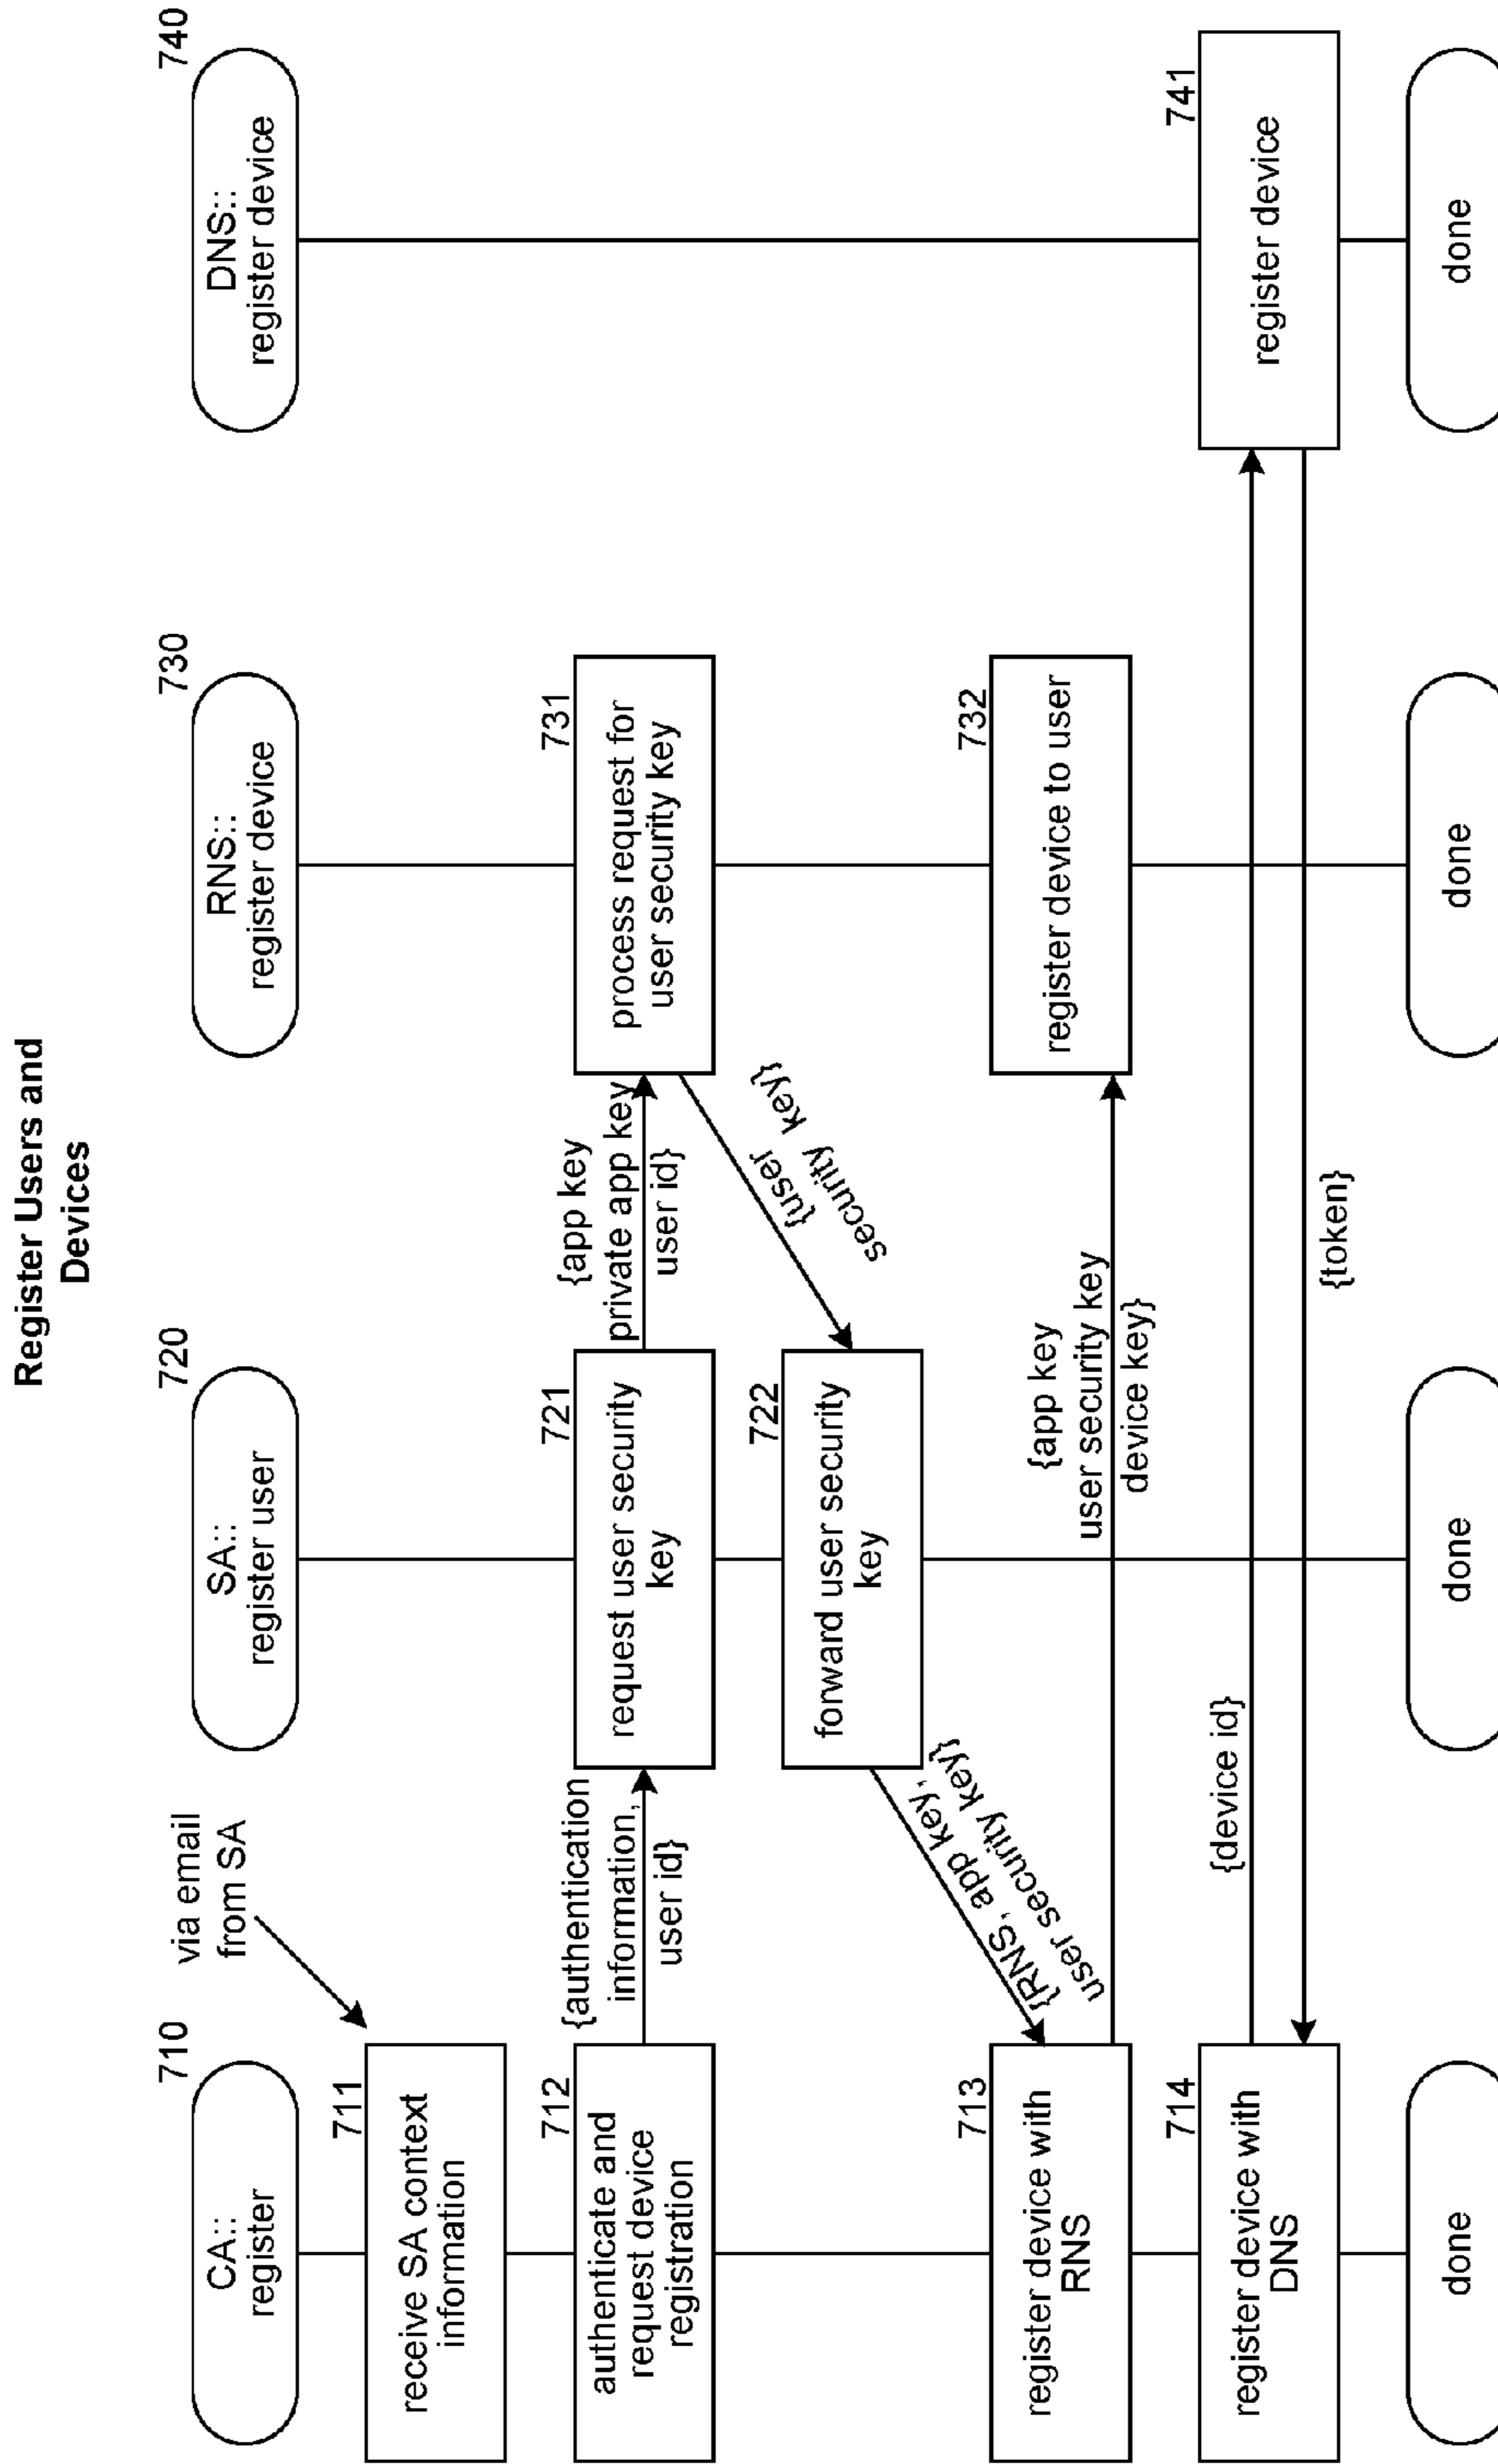 Register Users and
Devices
710
CA::
register
720
SA::
register user
730
RNS::
register device
740
DNS::
register device
via email
from SA
711
receive SA context
information
712
authenticate and
request device
registration
{authentication
information,
user id}
721
request user security
key
{app key
private app key
user id}
731
process request for
user security key
{user
security key}
722
forward user security
key
{RNS, app key,
user security key}
713
register device with
RNS
{app key
user security key
device key}
732
register device to user
714
register device with
DNS
{device id}
{token}
741
register device
done
done
done
done